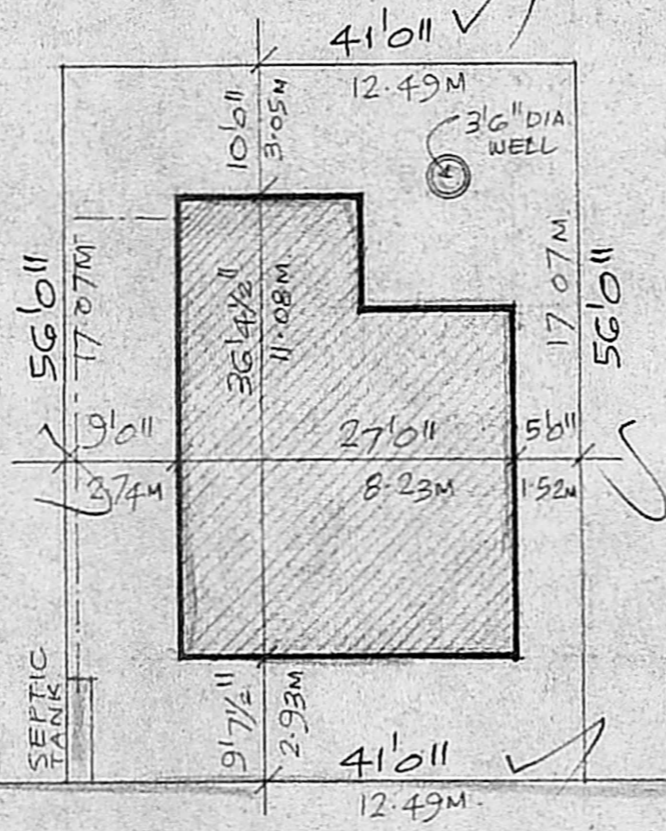 41'0"
12.49M
10'0"
3.05M
3'6" DIA
WELL
56'0"
17.07M
36'4½"
11.08M
17.07M
56'0"
9'0"
2.74M
27'0"
8.23M
5'0"
1.52M
SEPTIC
TANK
9'7½"
2.93M
41'0"
12.49M.